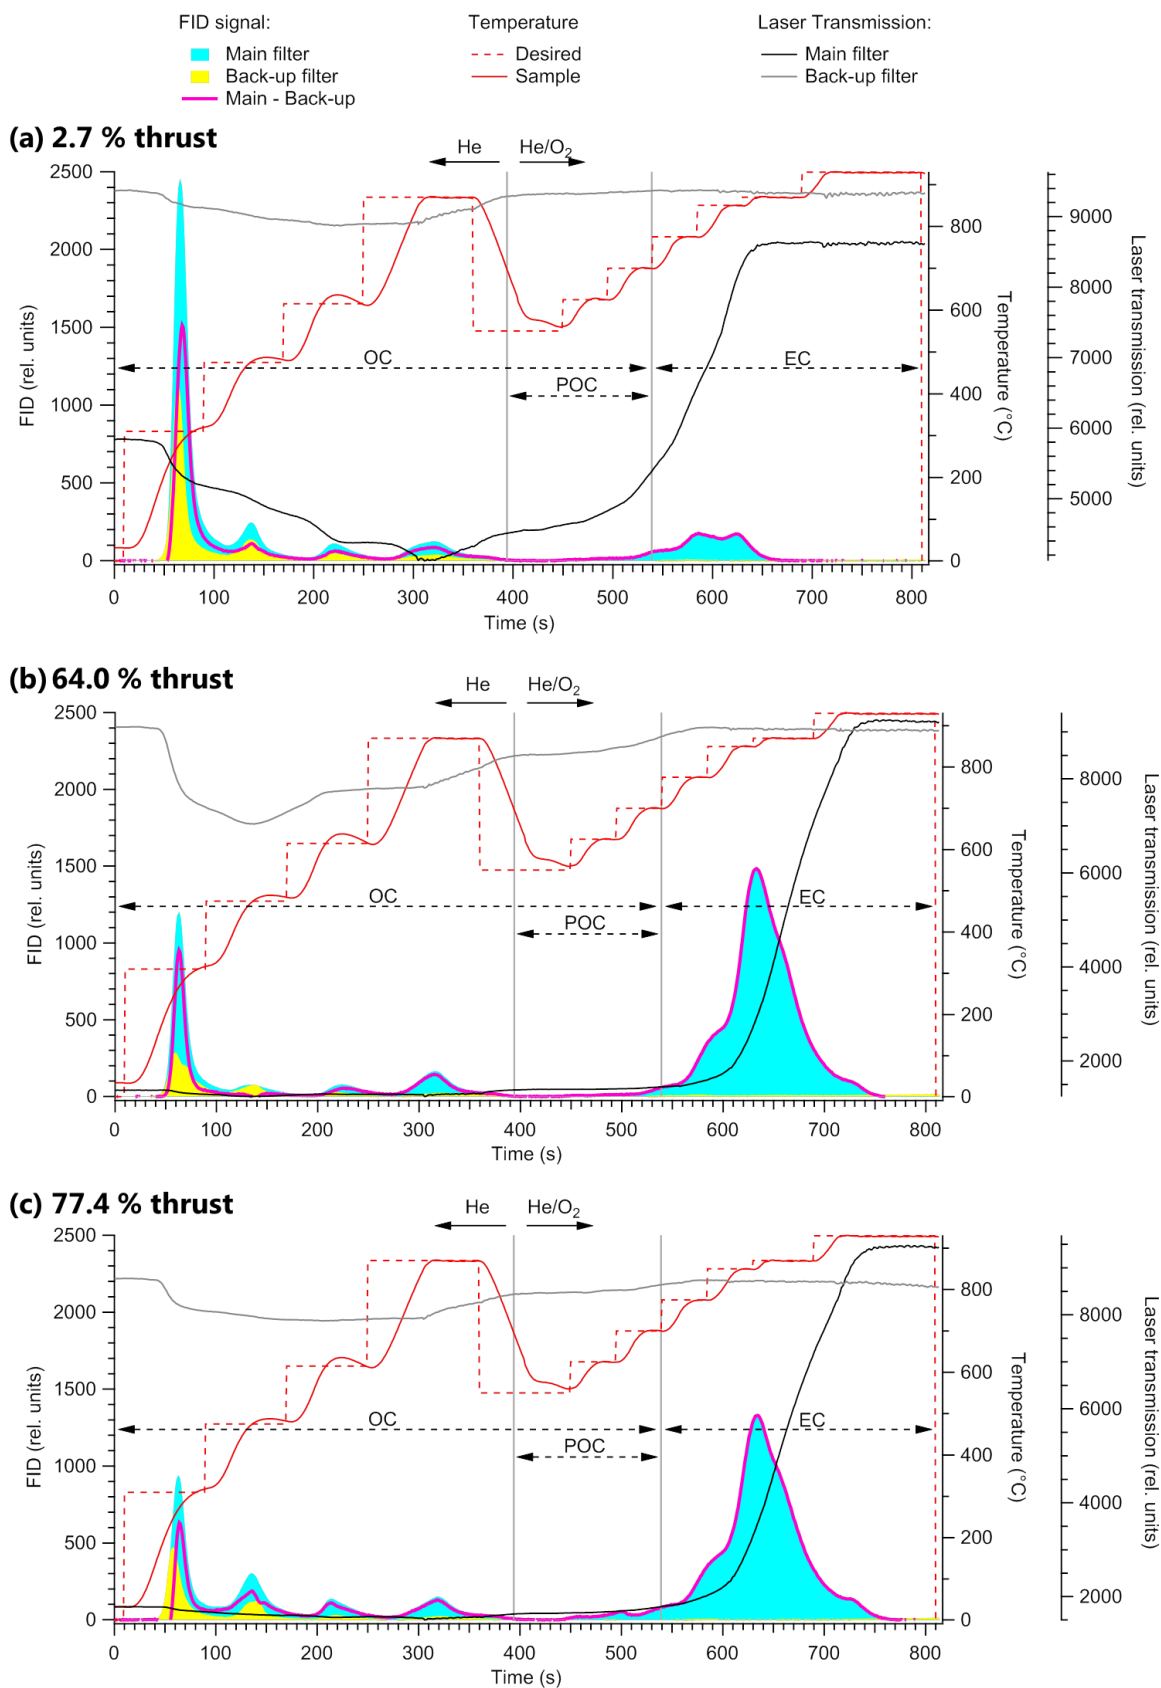 FID signal:
Main filter
Back-up filter
Main - Back-up
Temperature
Desired
Sample
Laser Transmission:
Main filter
Back-up filter
(a) 2.7 % thrust
He
He/O2
2500
2000
1500
1000
500
0
FID (rel. units)
OC
POC
EC
800
600
400
200
0
Temperature (°C)
9000
8000
7000
6000
5000
Laser transmission (rel. units)
0 100 200 300 400 500 600 700 800
Time (s)
(b) 64.0 % thrust
He
He/O2
2500
2000
1500
1000
500
0
FID (rel. units)
OC
POC
EC
800
600
400
200
0
Temperature (°C)
8000
6000
4000
2000
Laser transmission (rel. units)
0 100 200 300 400 500 600 700 800
Time (s)
(c) 77.4 % thrust
He
He/O2
2500
2000
1500
1000
500
0
FID (rel. units)
OC
POC
EC
800
600
400
200
0
Temperature (°C)
8000
6000
4000
2000
Laser transmission (rel. units)
0 100 200 300 400 500 600 700 800
Time (s)